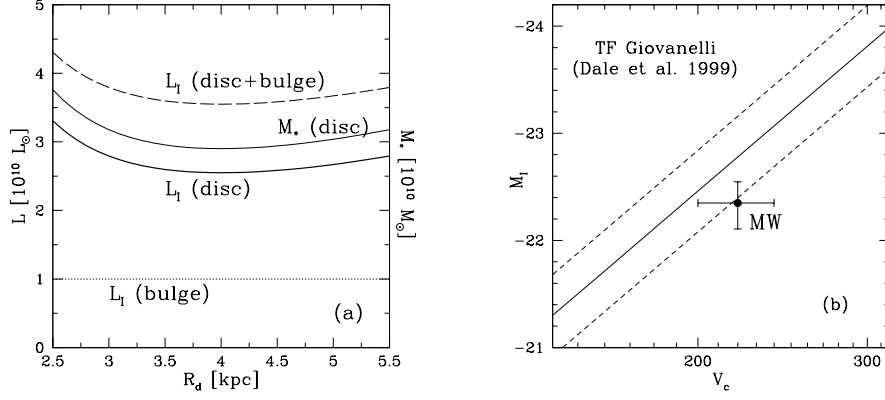 5
4
3
2
1
0
2.5
3
3.5
4
4.5
5
5.5
L [10¹⁰ L⊙]
M* [10¹⁰ M⊙]
R_d [kpc]
L_I (disc+bulge)
M* (disc)
L_I (disc)
L_I (bulge)
(a)
-24
-23
-22
-21
200
300
M_I
V_c
TF Giovanelli
(Dale et al. 1999)
MW
(b)